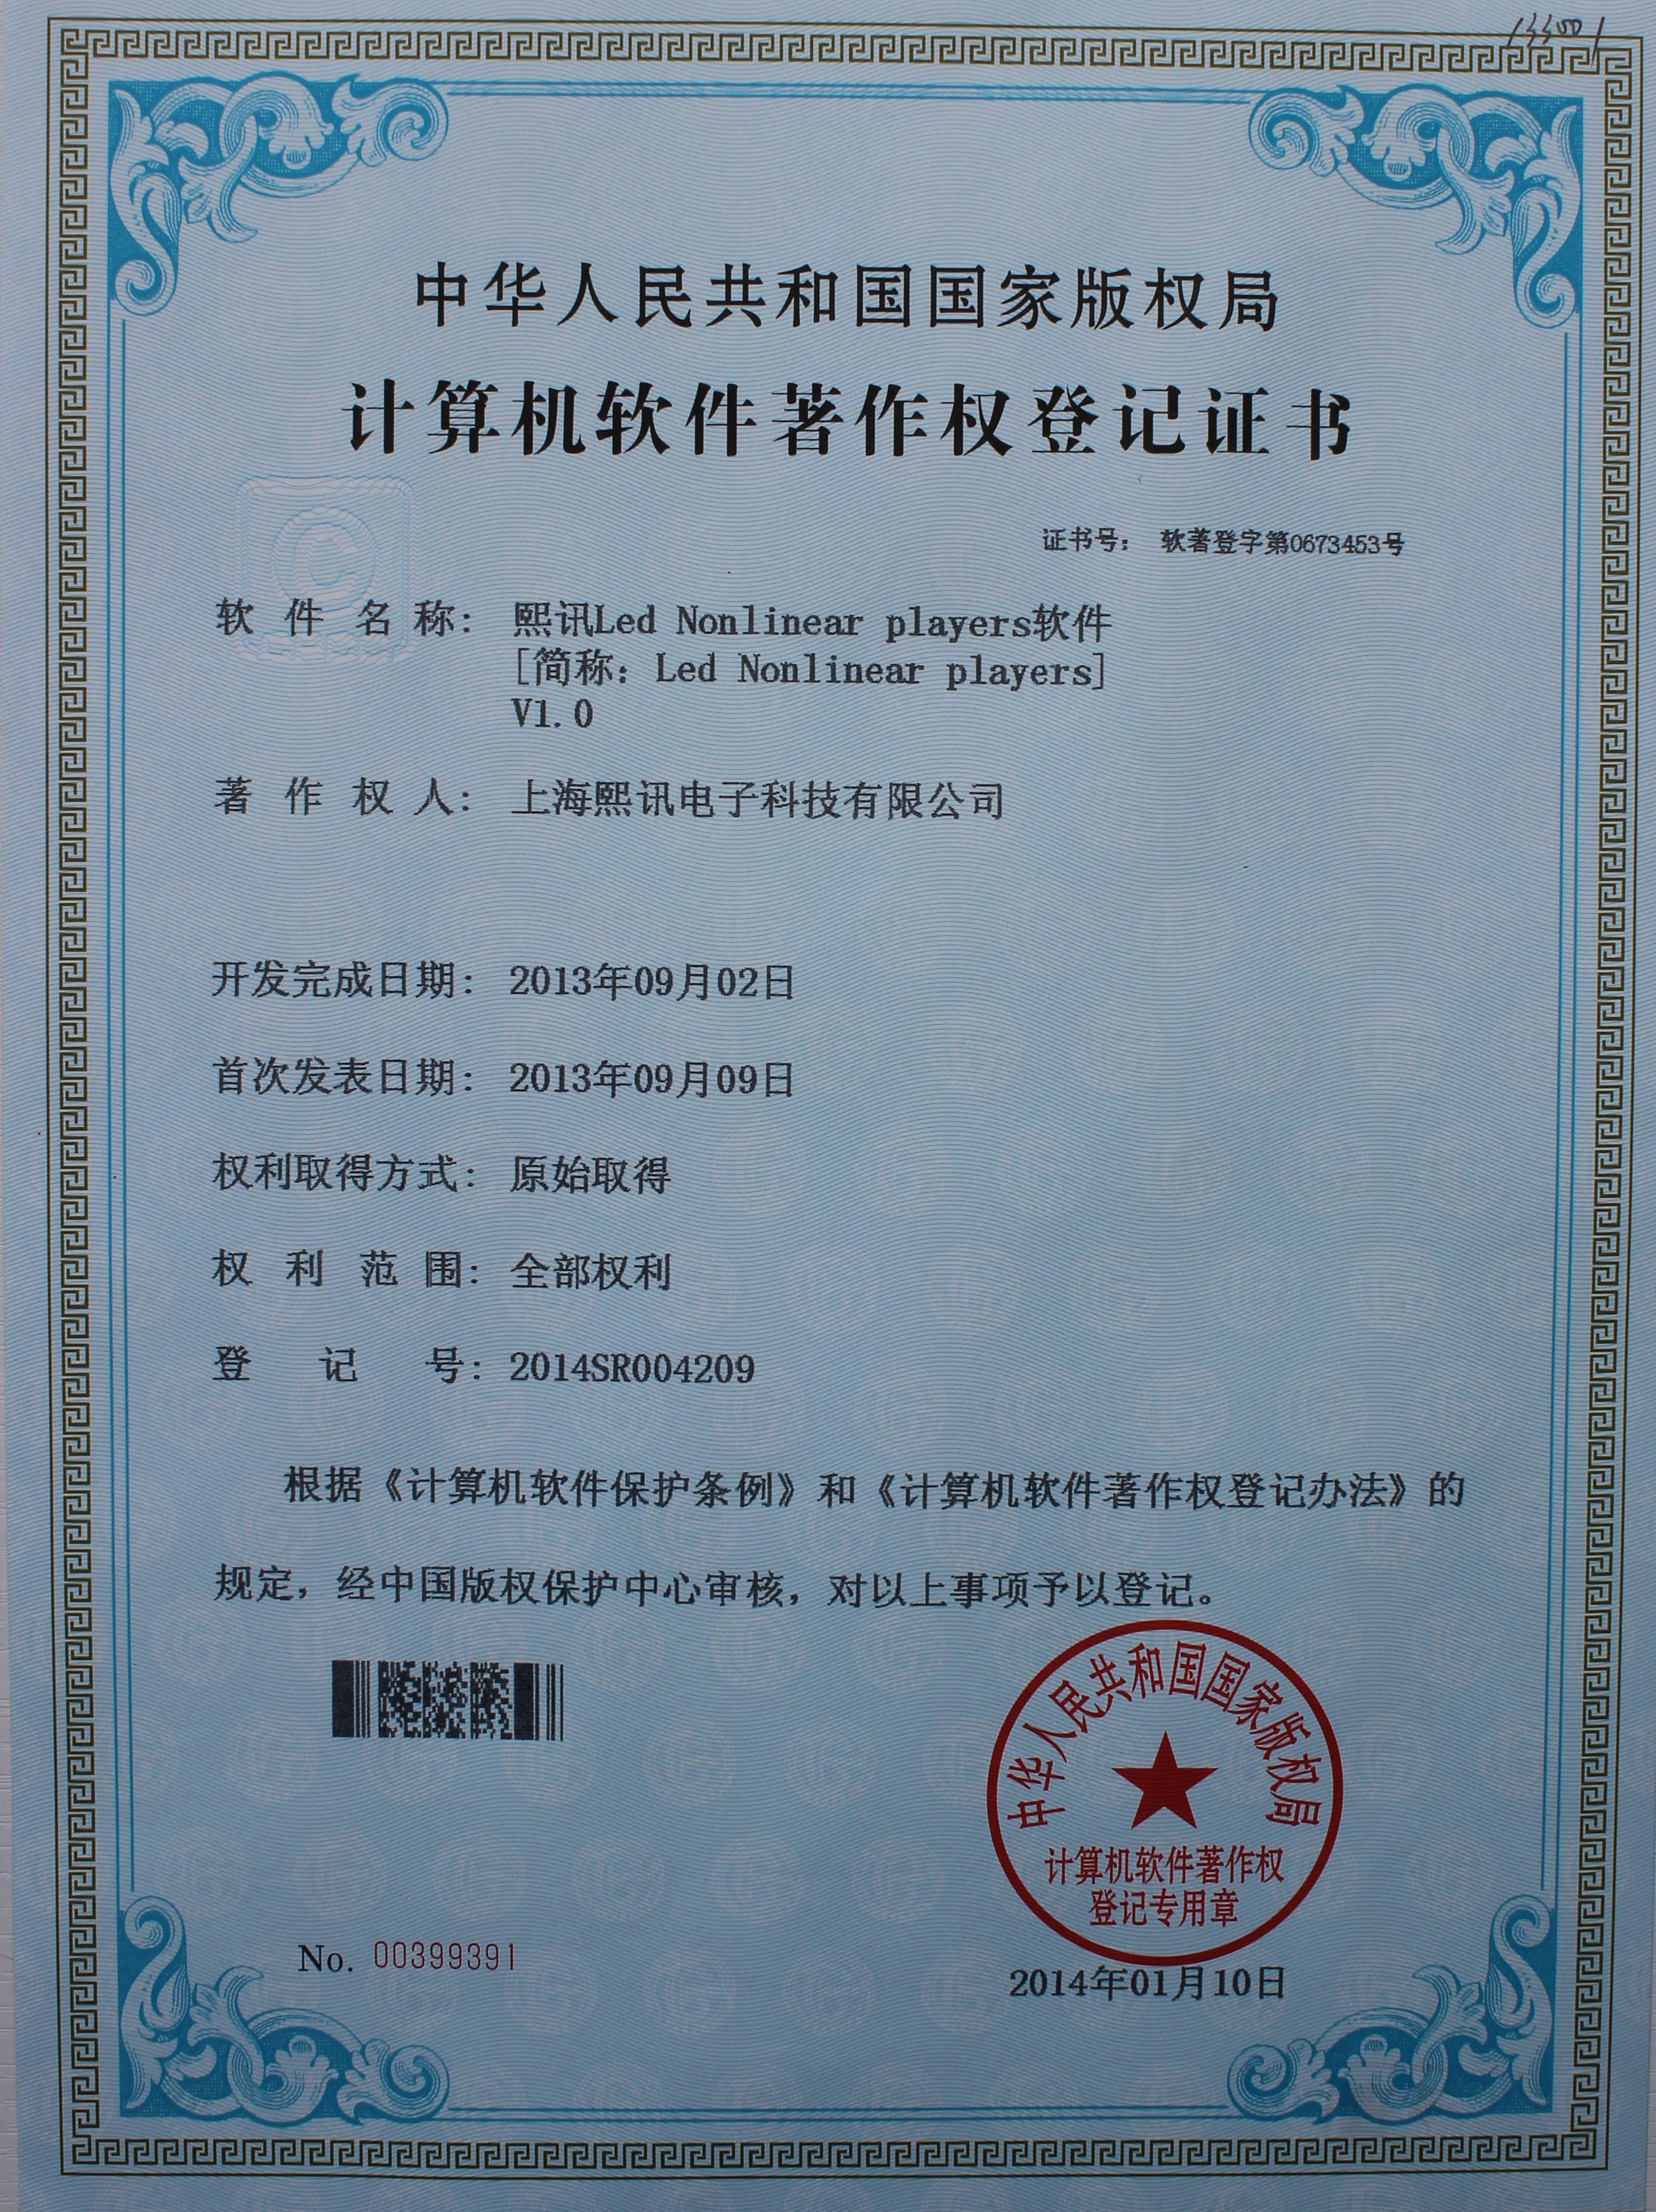 中华人民共和国国家版权局
计算机软件著作权登记证书
证书号： 软著登字第0673453号
软件名称： 熙讯Led Nonlinear players软件
[简称：Led Nonlinear players]
V1.0
著作权人： 上海熙讯电子科技有限公司
开发完成日期： 2013年09月02日
首次发表日期： 2013年09月09日
权利取得方式： 原始取得
权利范围： 全部权利
登记号： 2014SR004209
根据《计算机软件保护条例》和《计算机软件著作权登记办法》的
规定，经中国版权保护中心审核，对以上事项予以登记。
中华人民共和国国家版权局
计算机软件著作权
登记专用章
No. 00399391
2014年01月10日